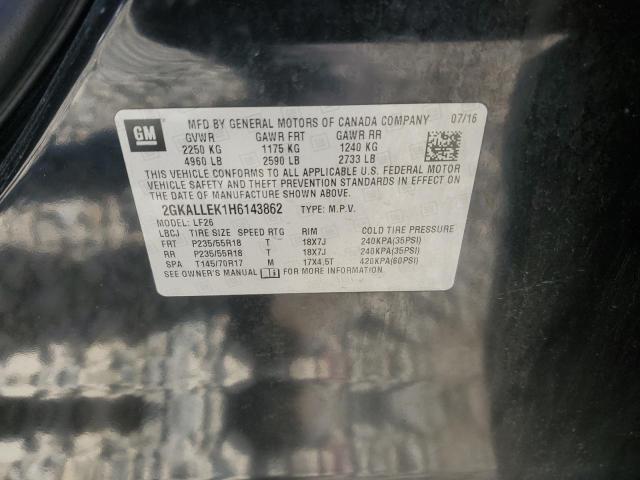 GM MFD BY GENERAL MOTORS OF CANADA COMPANY 07/16
GVWR GAWR FRT GAWR RR
2250 KG 1175 KG 1240 KG
4960 LB 2590 LB 2733 LB
THIS VEHICLE CONFORMS TO ALL APPLICABLE U.S. FEDERAL MOTOR
VEHICLE SAFETY AND THEFT PREVENTION STANDARDS IN EFFECT ON THE
DATE OF MANUFACTURE SHOWN ABOVE.
2GKALLEK1H6143862 TYPE: M.P.V.
MODEL: LF26
LBCJ TIRE SIZE SPEED RTG RIM COLD TIRE PRESSURE
FRT P235/55R18 T 18X7J 240KPA(35PSI)
RR P235/55R18 T 18X7J 240KPA(35PSI)
SPA T145/70R17 M 17X4.5T 420KPA(60PSI)
SEE OWNER'S MANUAL FOR MORE INFORMATION.